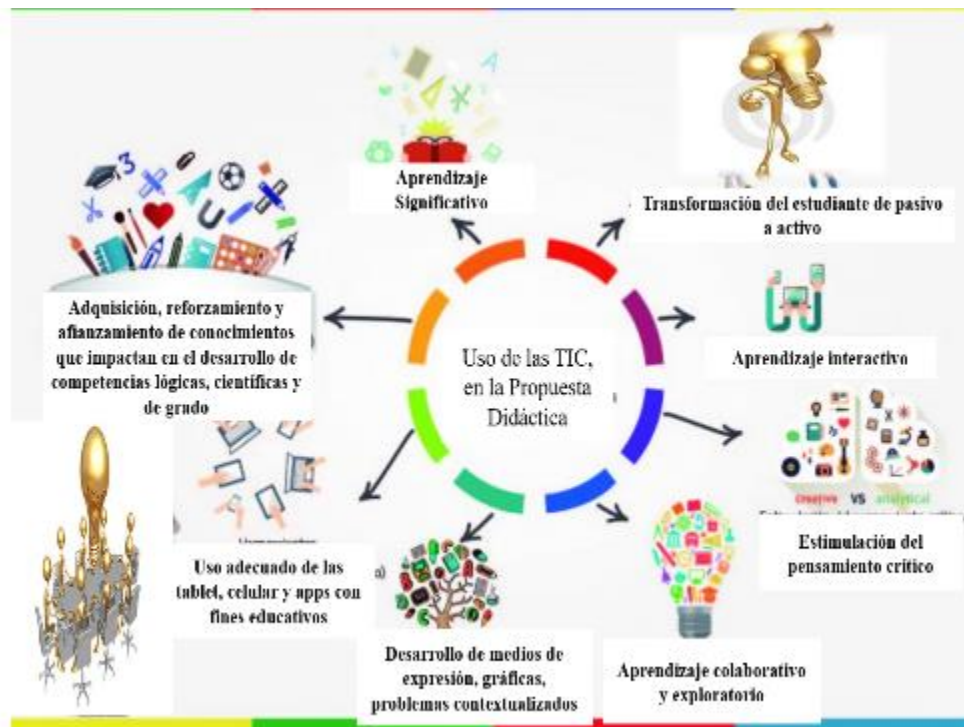 Aprendizaje
Significativo
Transformación del estudiante de pasivo
a activo
Adquisición, reforzamiento y
afianzamiento de conocimientos
que impactan en el desarrollo de
competencias lógicas, científicas y
de grado
Uso de las TIC,
en la Propuesta
Didáctica
Aprendizaje interactivo
creative VS analytical
Estimulación del
pensamiento crítico
Uso adecuado de las
tablet, celular y apps con
fines educativos
a)
Desarrollo de medios de
expresión, gráficas,
problemas contextualizados
Aprendizaje colaborativo
y exploratorio